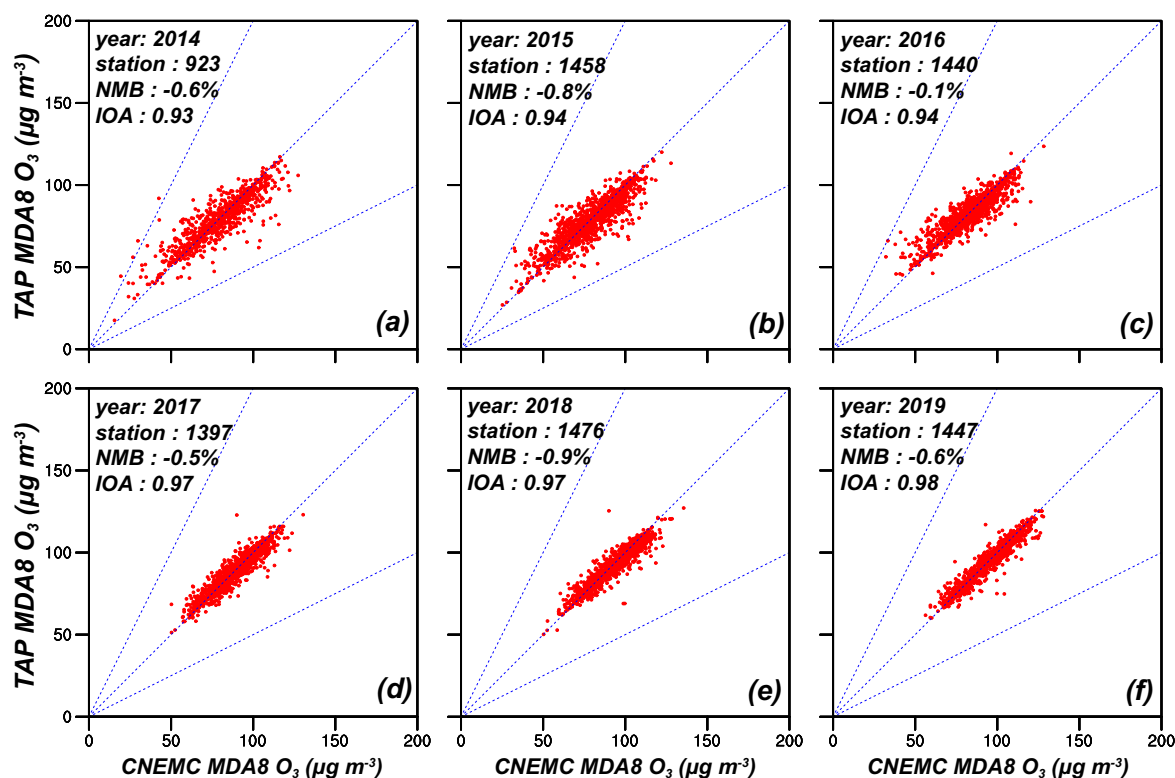 200
150
100
50
0
TAP MDA8 O₃ (μg m⁻³)
year: 2014
station : 923
NMB : -0.6%
IOA : 0.93
(a)
year: 2015
station : 1458
NMB : -0.8%
IOA : 0.94
(b)
year: 2016
station : 1440
NMB : -0.1%
IOA : 0.94
(c)
200
150
100
50
0
TAP MDA8 O₃ (μg m⁻³)
year: 2017
station : 1397
NMB : -0.5%
IOA : 0.97
(d)
year: 2018
station : 1476
NMB : -0.9%
IOA : 0.97
(e)
year: 2019
station : 1447
NMB : -0.6%
IOA : 0.98
(f)
0 50 100 150 200
0 50 100 150 200
0 50 100 150 200
CNEMC MDA8 O₃ (μg m⁻³)
CNEMC MDA8 O₃ (μg m⁻³)
CNEMC MDA8 O₃ (μg m⁻³)